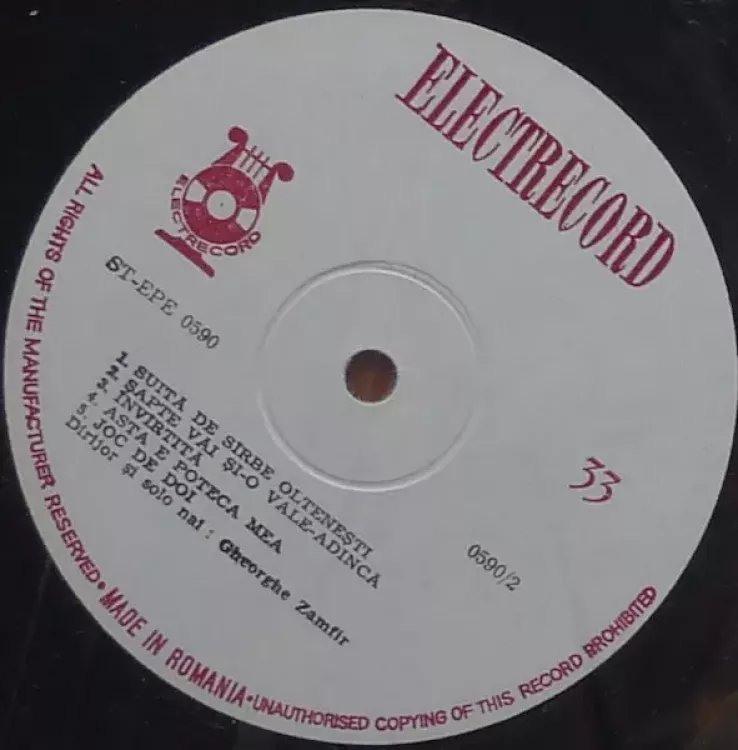 ELECTRECORD
ELECTRECORD
ST-EPE 0590
1. SUITĂ DE SIRBE OLTENEȘTI
2. ȘAPTE VĂI ȘI-O VALE-ADINCA
3. INVIRTITĂ
4. ASTA E POTECA MEA
5. JOC DE DOI
Dirijor și solo nai : Gheorghe Zamfir
33
0590/2
ALL RIGHTS OF THE MANUFACTURER RESERVED · MADE IN ROMANIA · UNAUTHORISED COPYING OF THIS RECORD PROHIBITED